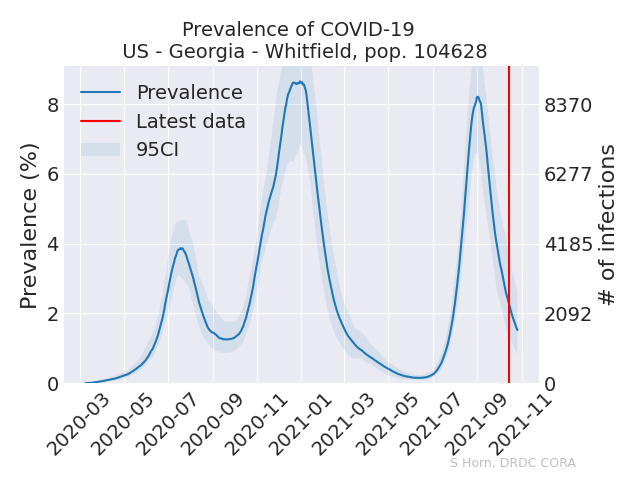 Prevalence of COVID-19
US - Georgia - Whitfield, pop. 104628
Prevalence
Latest data
95CI
Prevalence (%)
8
6
4
2
0
8370
6277
4185
2092
0
# of infections
2020-03
2020-05
2020-07
2020-09
2020-11
2021-01
2021-03
2021-05
2021-07
2021-09
2021-11
S Horn, DRDC CORA